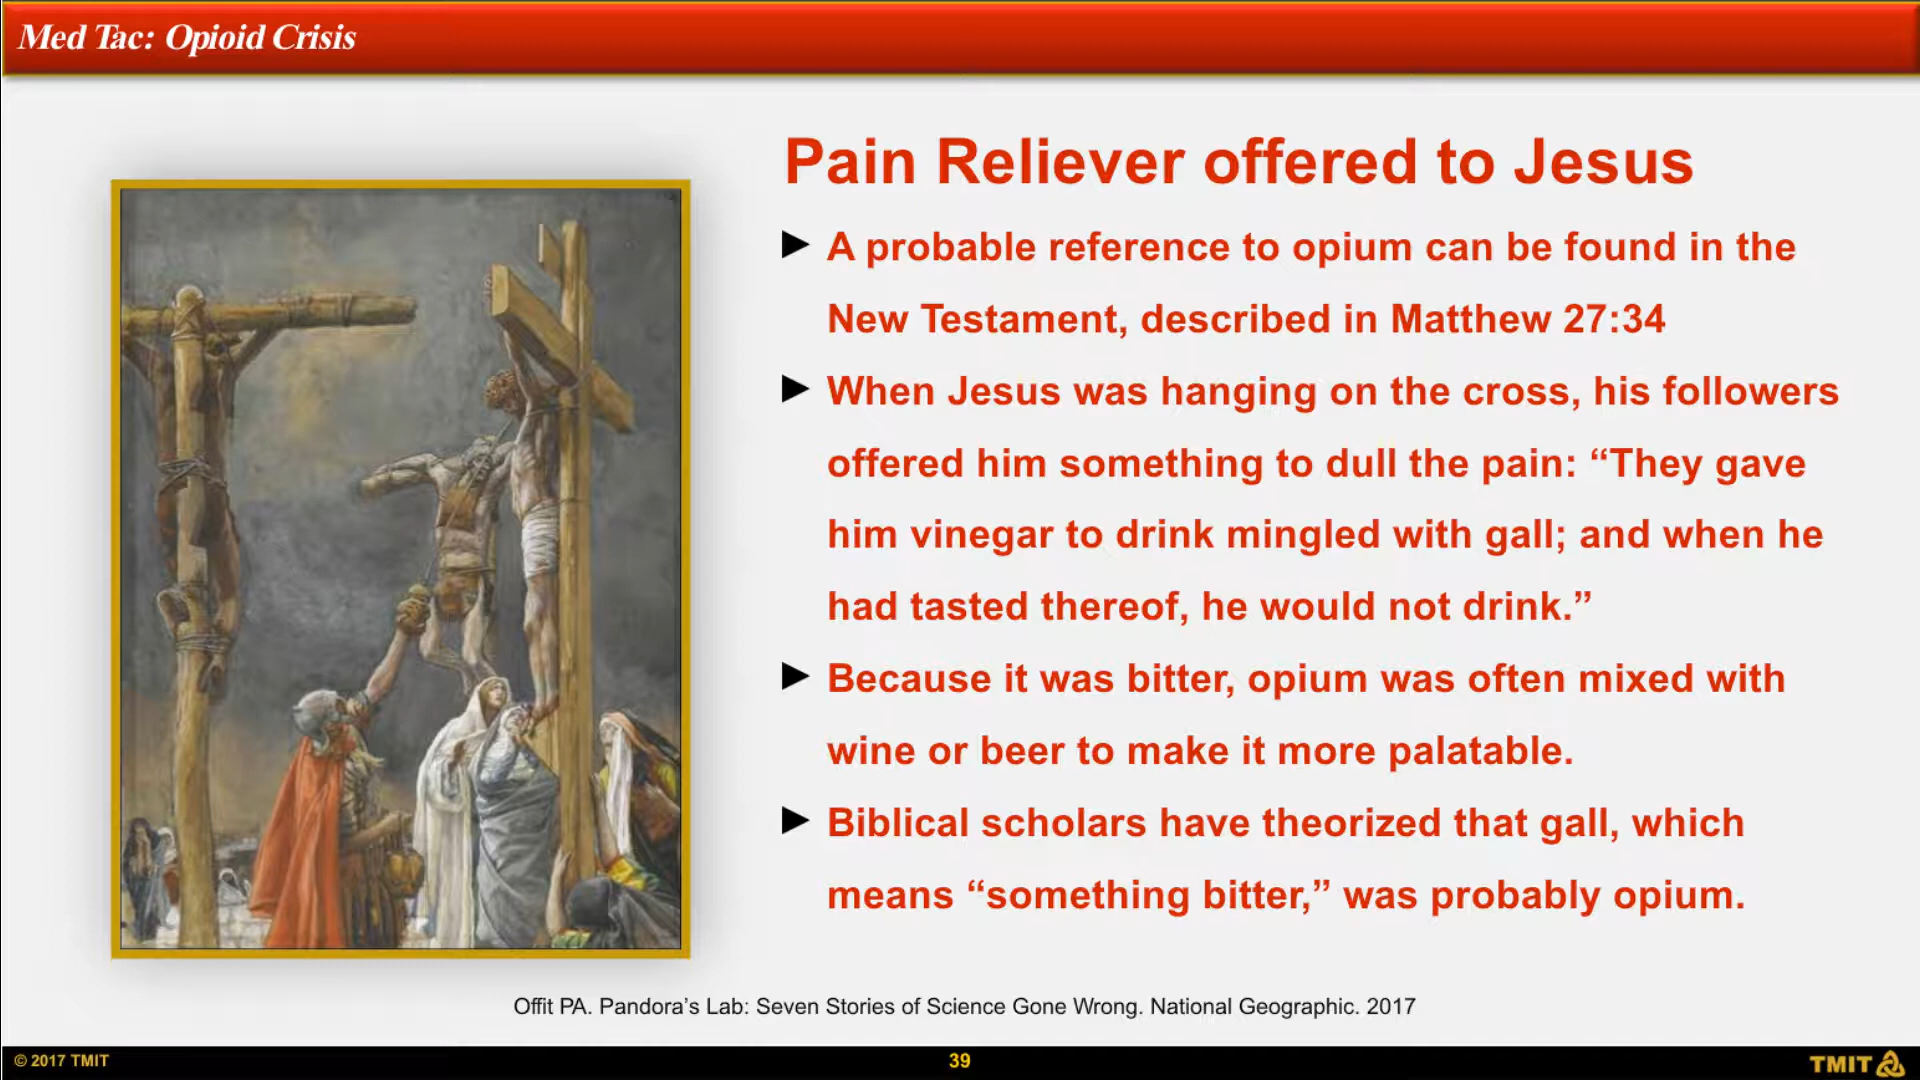 Med Tac: Opioid Crisis
Pain Reliever offered to Jesus
► A probable reference to opium can be found in the
New Testament, described in Matthew 27:34
► When Jesus was hanging on the cross, his followers
offered him something to dull the pain: “They gave
him vinegar to drink mingled with gall; and when he
had tasted thereof, he would not drink.”
► Because it was bitter, opium was often mixed with
wine or beer to make it more palatable.
► Biblical scholars have theorized that gall, which
means “something bitter,” was probably opium.
Offit PA. Pandora’s Lab: Seven Stories of Science Gone Wrong. National Geographic. 2017
© 2017 TMIT
39
TMIT